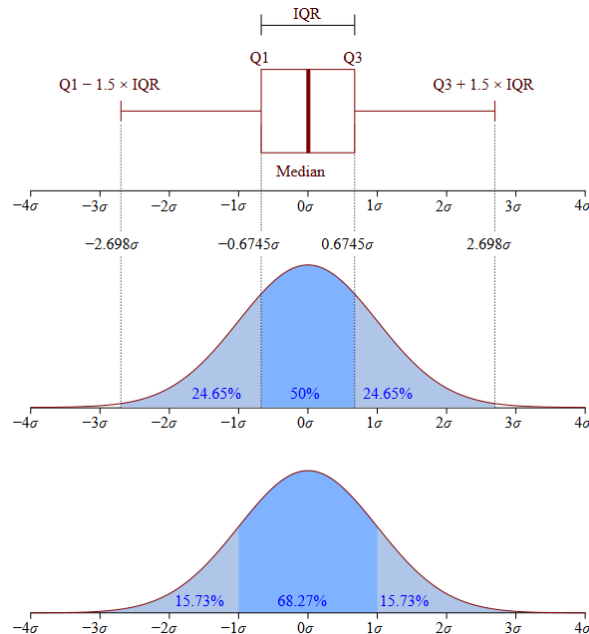 IQR
Q1 Q3
Q1 − 1.5 × IQR Q3 + 1.5 × IQR
Median
−4σ −3σ −2σ −1σ 0σ 1σ 2σ 3σ 4σ
−2.698σ −0.6745σ 0.6745σ 2.698σ
24.65% 50% 24.65%
−4σ −3σ −2σ −1σ 0σ 1σ 2σ 3σ 4σ
15.73% 68.27% 15.73%
−4σ −3σ −2σ −1σ 0σ 1σ 2σ 3σ 4σ